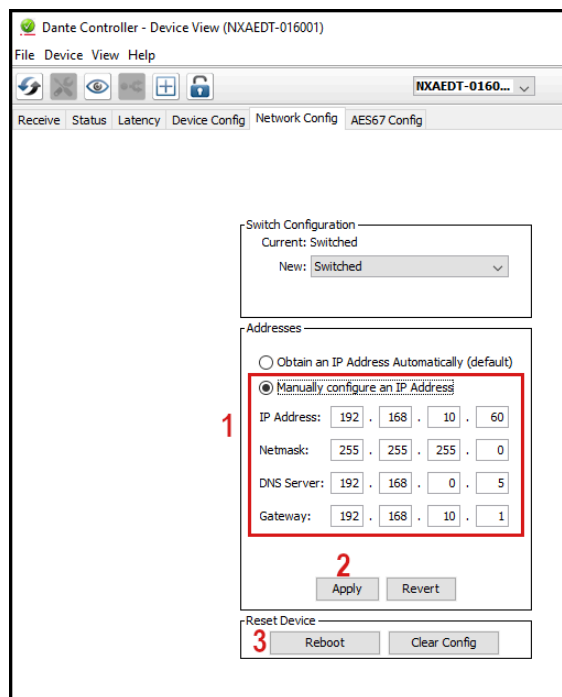 Dante Controller - Device View (NXAEDT-016001)
File Device View Help
NXAEDT-0160...
Receive Status Latency Device Config Network Config AES67 Config
Switch Configuration
Current: Switched
New: Switched
Addresses
Obtain an IP Address Automatically (default)
Manually configure an IP Address
1
IP Address: 192 . 168 . 10 . 60
Netmask: 255 . 255 . 255 . 0
DNS Server: 192 . 168 . 0 . 5
Gateway: 192 . 168 . 10 . 1
2
Apply Revert
Reset Device
3 Reboot Clear Config